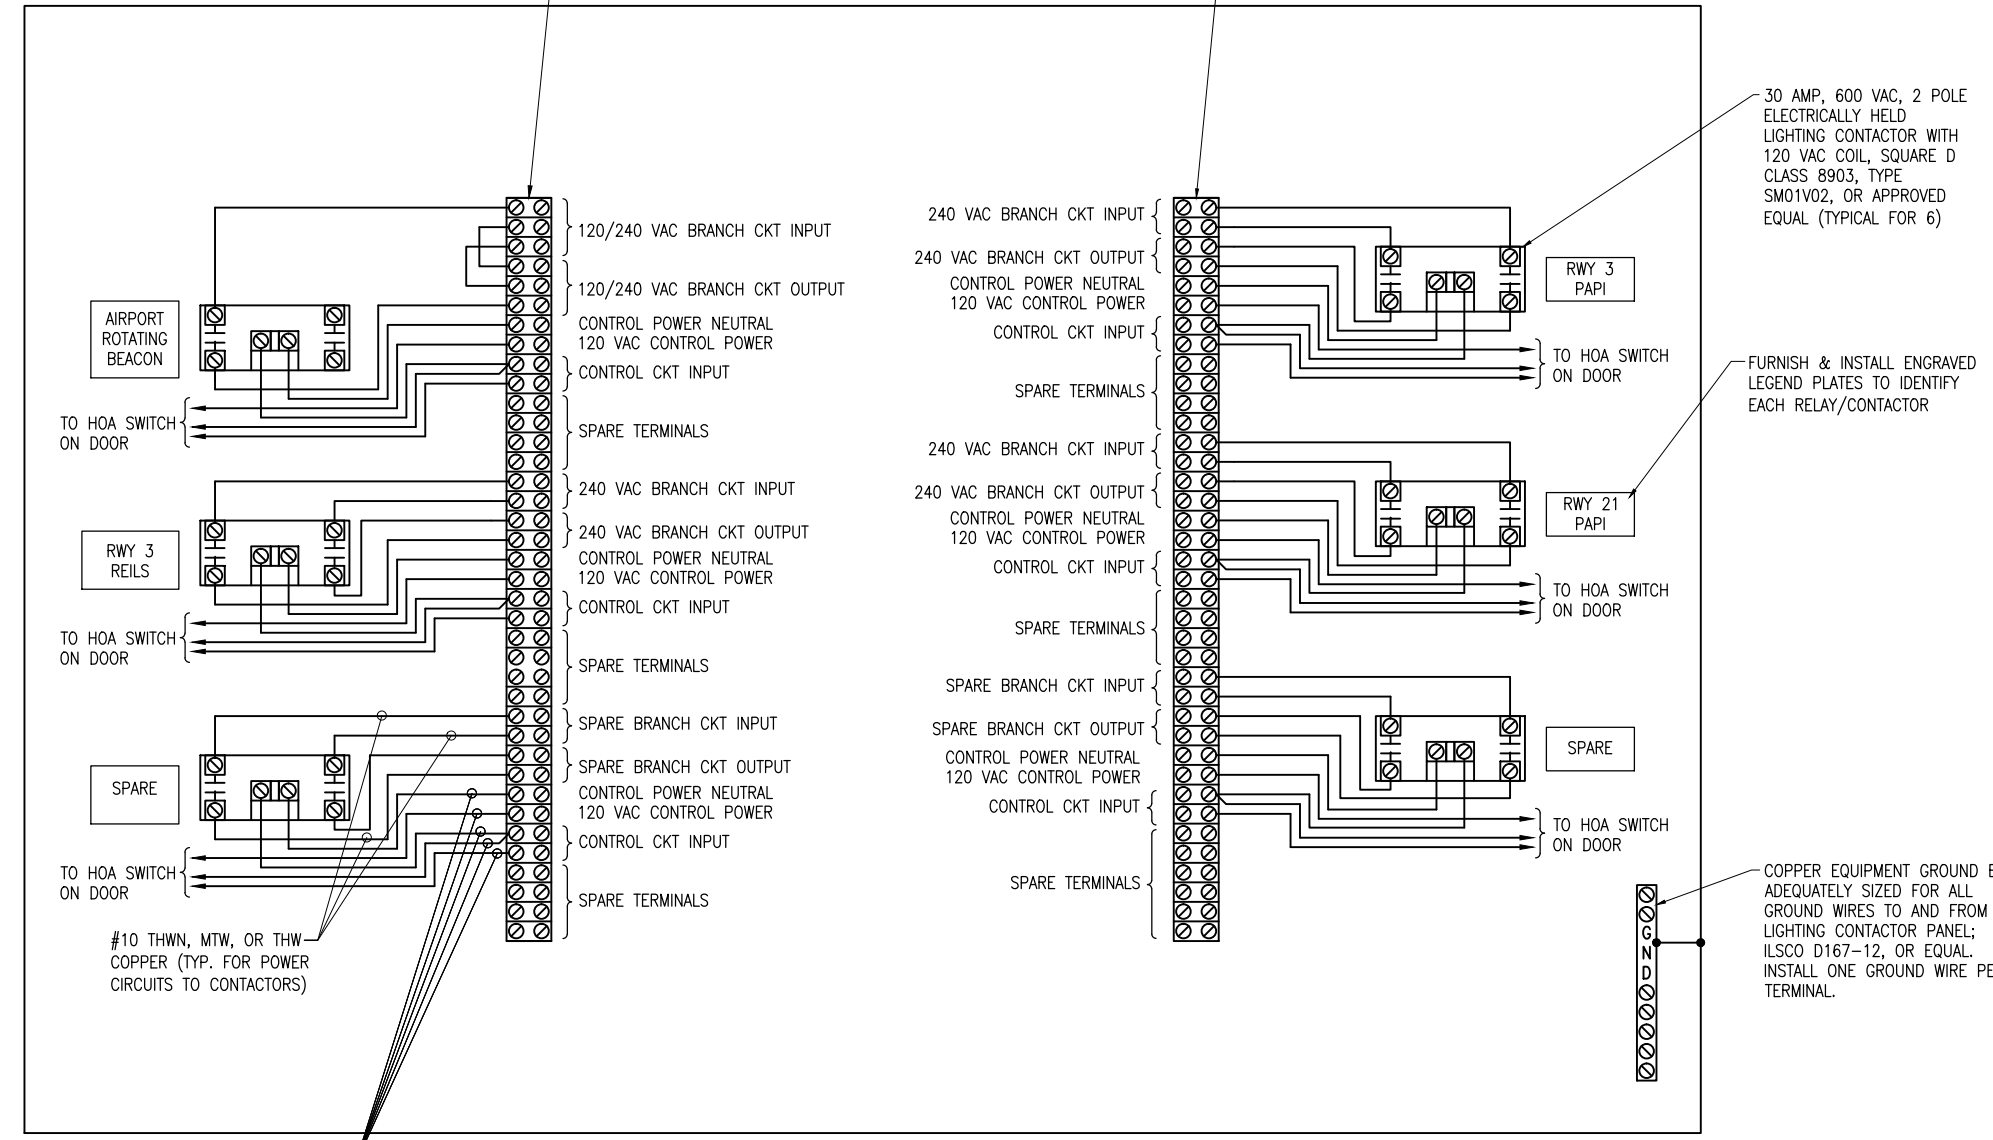 30 AMP, 600 VAC, 2 POLE
ELECTRICALLY HELD
LIGHTING CONTACTOR WITH
120 VAC COIL, SQUARE D
CLASS 8903, TYPE
SMO1V02, OR APPROVED
EQUAL (TYPICAL FOR 6)
120/240 VAC BRANCH CKT INPUT
120/240 VAC BRANCH CKT OUTPUT
CONTROL POWER NEUTRAL
120 VAC CONTROL POWER
CONTROL CKT INPUT
SPARE TERMINALS
AIRPORT
ROTATING
BEACON
TO HOA SWITCH
ON DOOR
240 VAC BRANCH CKT INPUT
240 VAC BRANCH CKT OUTPUT
CONTROL POWER NEUTRAL
120 VAC CONTROL POWER
CONTROL CKT INPUT
SPARE TERMINALS
RWY 3
REILS
TO HOA SWITCH
ON DOOR
SPARE BRANCH CKT INPUT
SPARE BRANCH CKT OUTPUT
CONTROL POWER NEUTRAL
120 VAC CONTROL POWER
CONTROL CKT INPUT
SPARE TERMINALS
SPARE
TO HOA SWITCH
ON DOOR
#10 THWN, MTW, OR THW
COPPER (TYP. FOR POWER
CIRCUITS TO CONTACTORS)
240 VAC BRANCH CKT INPUT
240 VAC BRANCH CKT OUTPUT
CONTROL POWER NEUTRAL
120 VAC CONTROL POWER
CONTROL CKT INPUT
SPARE TERMINALS
RWY 3
PAPI
TO HOA SWITCH
ON DOOR
FURNISH & INSTALL ENGRAVED
LEGEND PLATES TO IDENTIFY
EACH RELAY/CONTACTOR
240 VAC BRANCH CKT INPUT
240 VAC BRANCH CKT OUTPUT
CONTROL POWER NEUTRAL
120 VAC CONTROL POWER
CONTROL CKT INPUT
SPARE TERMINALS
RWY 21
PAPI
TO HOA SWITCH
ON DOOR
SPARE BRANCH CKT INPUT
SPARE BRANCH CKT OUTPUT
CONTROL POWER NEUTRAL
120 VAC CONTROL POWER
CONTROL CKT INPUT
SPARE TERMINALS
SPARE
TO HOA SWITCH
ON DOOR
GND
COPPER EQUIPMENT GROUND
ADEQUATELY SIZED FOR ALL
GROUND WIRES TO AND FROM
LIGHTING CONTACTOR PANEL;
ILSCO D167-12, OR EQUAL.
INSTALL ONE GROUND WIRE
TERMINAL.